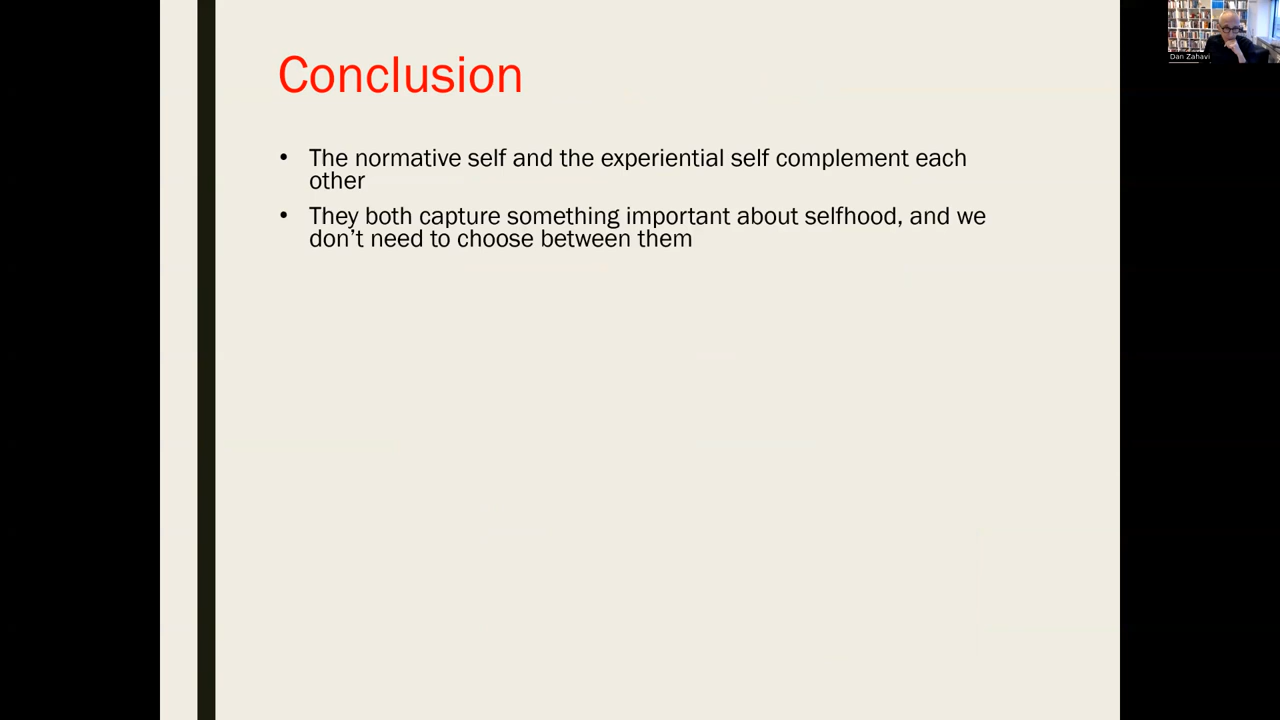 Conclusion
• The normative self and the experiential self complement each
other
• They both capture something important about selfhood, and we
don't need to choose between them
Dan Zahavi